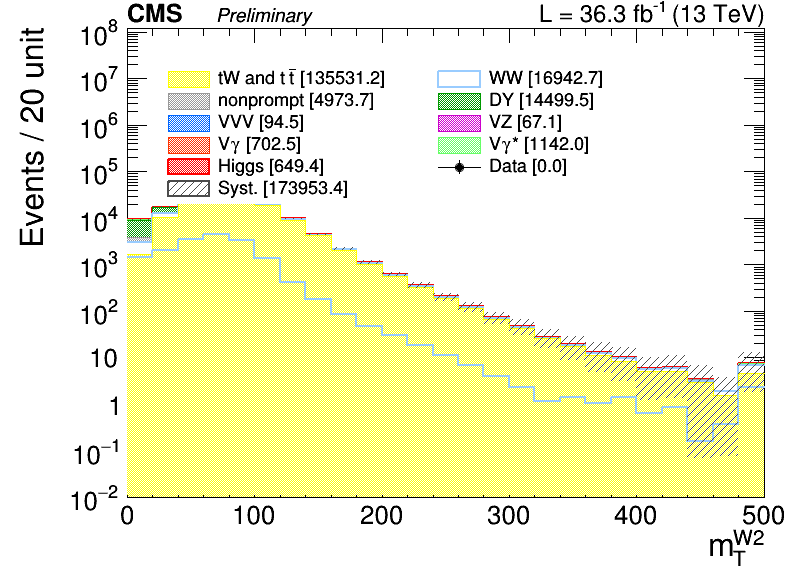 CMS Preliminary L = 36.3 fb⁻¹ (13 TeV)
Events / 20 unit
10⁸
10⁷
10⁶
10⁵
10⁴
10³
10²
10
1
10⁻¹
10⁻²
tW and t t̄ [135531.2]
WW [16942.7]
nonprompt [4973.7]
DY [14499.5]
VVV [94.5]
VZ [67.1]
Vγ [702.5]
Vγ* [1142.0]
Higgs [649.4]
Data [0.0]
Syst. [173953.4]
0 100 200 300 400 500
m_T^W2